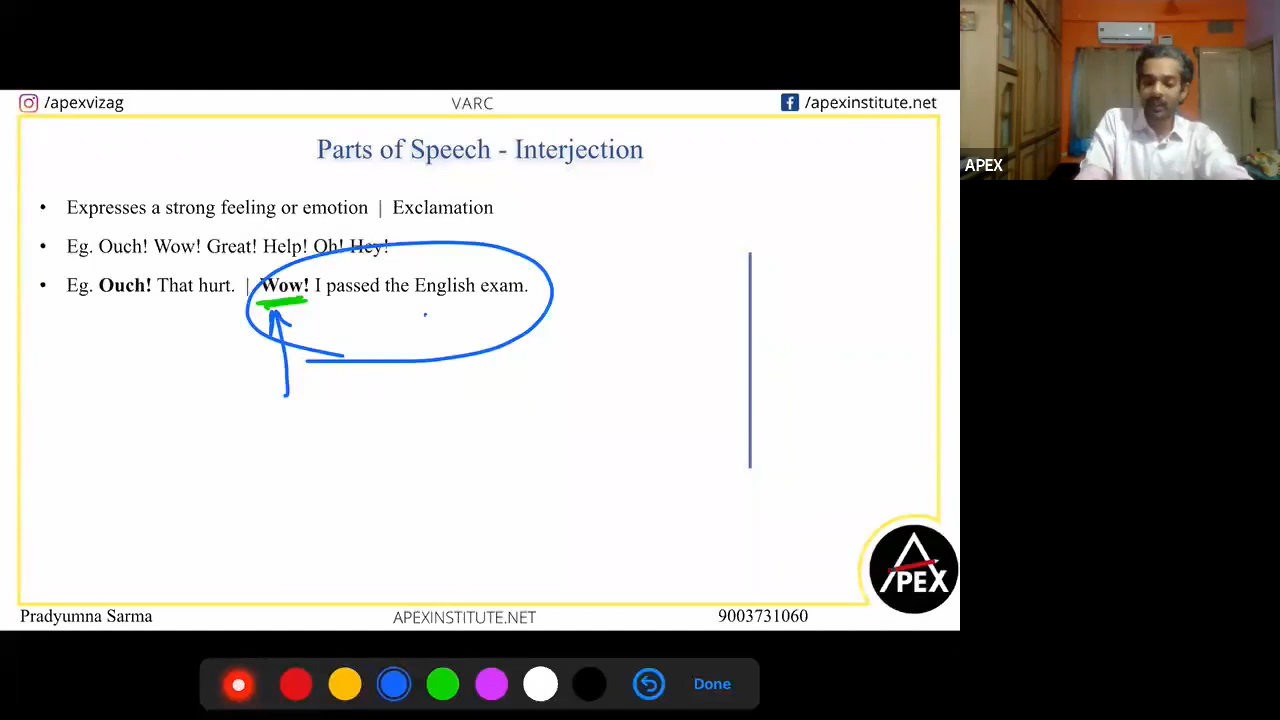 /apexvizag
VARC
/apexinstitute.net
Parts of Speech - Interjection
• Expresses a strong feeling or emotion | Exclamation
• Eg. Ouch! Wow! Great! Help! Oh! Hey!
• Eg. Ouch! That hurt. | Wow! I passed the English exam.
APEX
APEX
Pradyumna Sarma
APEXINSTITUTE.NET
9003731060
Done